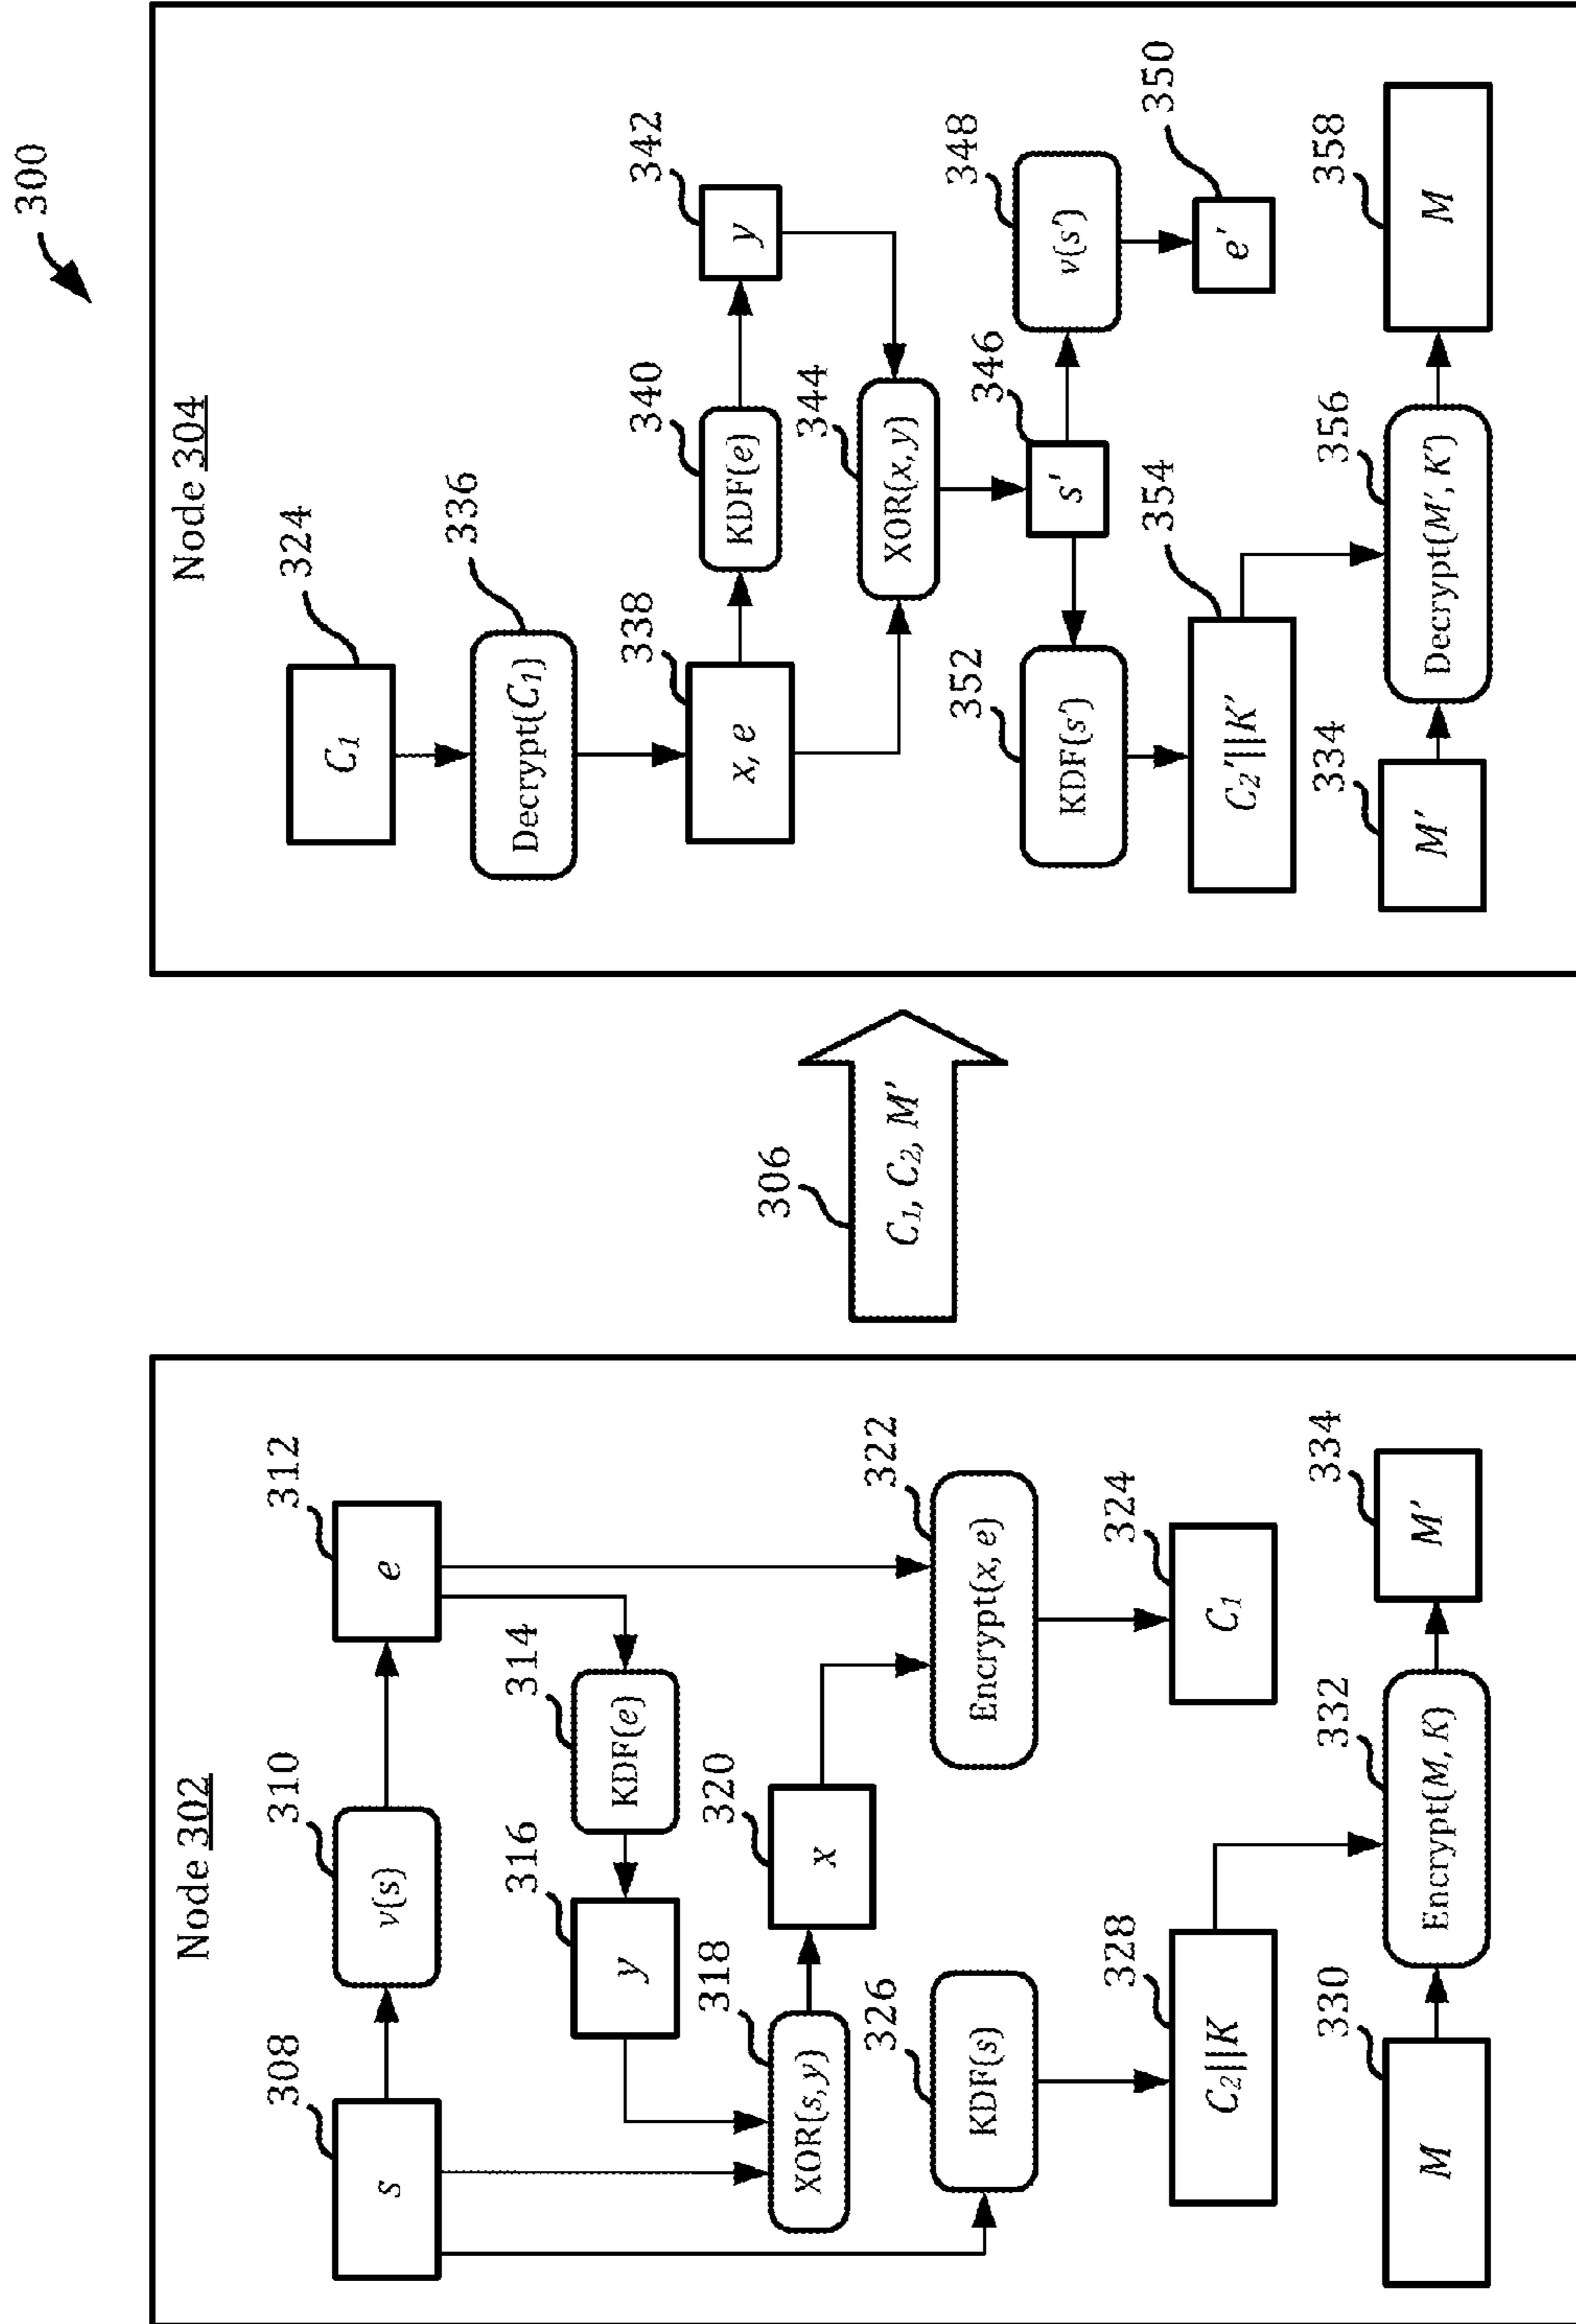 300
Node 302
308
310
312
s
v(s)
e
314
KDF(e)
316
y
318
XOR(s,y)
320
x
322
Encrypt(x, e)
324
C₁
326
KDF(s)
328
C₂||K
330
M
332
Encrypt(M, K)
334
M'
306
C₁, C₂, M'
Node 304
324
C₁
336
Decrypt(C₁)
338
x, e
340
KDF(e)
342
y
344
XOR(x,y)
346
s'
348
v(s')
350
e'
352
KDF(s')
354
C₂'||K'
334
M'
356
Decrypt(M', K')
358
M